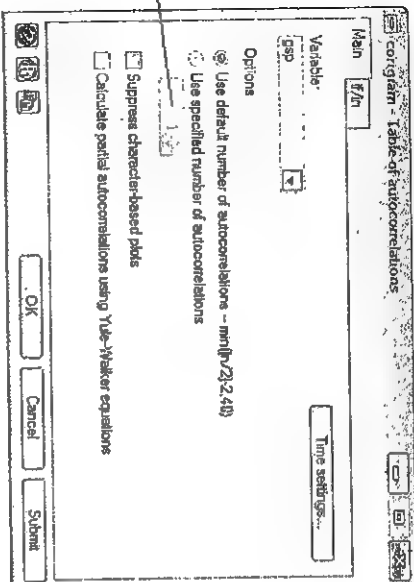 corrgram - Table of autocorrelations
Main if/in
Variable:
gsp
Time settings...
Options
Use default number of autocorrelations -- min([n/2]-2,40)
Use specified number of autocorrelations
1
Suppress character-based plots
Calculate partial autocorrelations using Yule-Walker equations
OK Cancel Submit